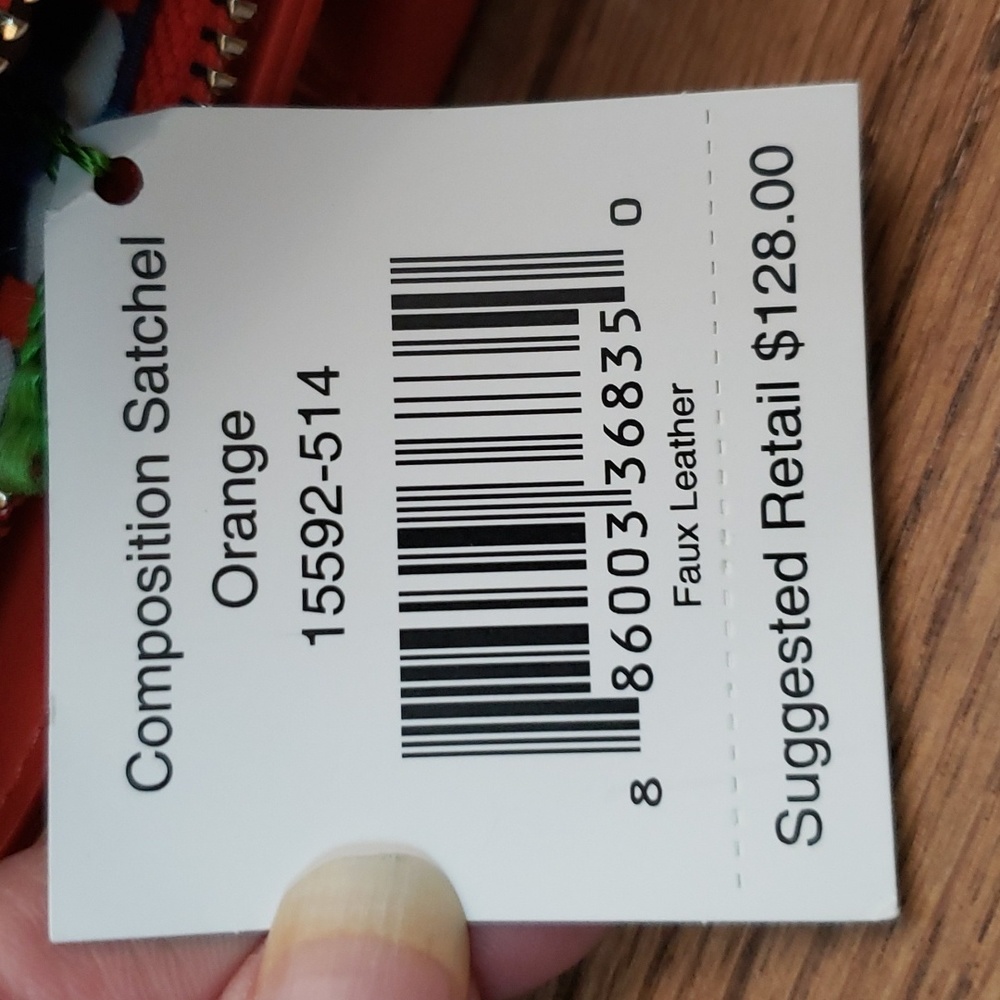 Composition Satchel
Orange
15592-514
8 86003 36835 0
Faux Leather
Suggested Retail $128.00